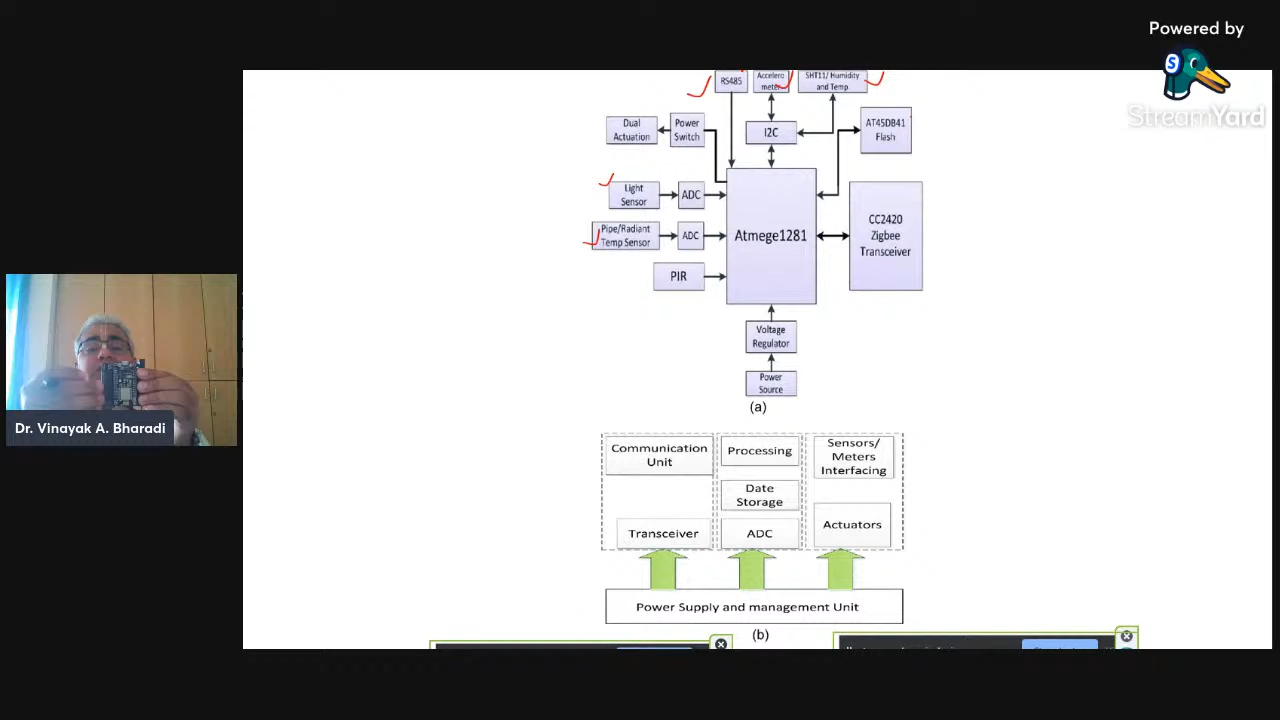 Powered by
S
StreamYard
RS485
Accelero
meter
SHT11/ Humidity
and Temp.
Dual
Actuation
Power
Switch
I2C
AT45DB41
Flash
Light
Sensor
ADC
Pipe/Radiant
Temp Sensor
ADC
Atmege1281
CC2420
Zigbee
Transceiver
PIR
Voltage
Regulator
Power
Source
(a)
Dr. Vinayak A. Bharadi
Communication
Unit
Processing
Sensors/
Meters
Interfacing
Date
Storage
Transceiver
ADC
Actuators
Power Supply and management Unit
(b)